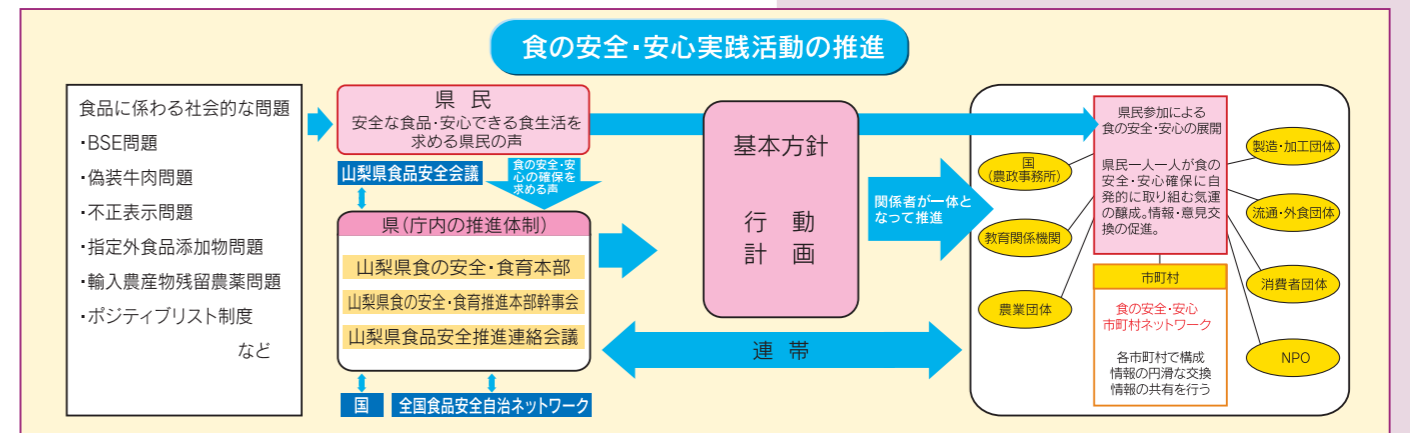 食の安全・安心実践活動の推進
食品に係わる社会的な問題
・BSE問題
・偽装牛肉問題
・不正表示問題
・指定外食品添加物問題
・輸入農産物残留農薬問題
・ポジティブリスト制度
など
県 民
安全な食品・安心できる食生活を
求める県民の声
山梨県食品安全会議
食の安全・安
心の確保を
求める声
県（庁内の推進体制）
山梨県食の安全・食育本部
山梨県食の安全・食育推進本部幹事会
山梨県食品安全推進連絡会議
国
全国食品安全自治ネットワーク
基本方針
行 動
計 画
関係者が一体と
なって推進
連 帯
国
（農政事務所）
教育関係機関
農業団体
県民参加による
食の安全・安心の展開
県民一人一人が食の
安全・安心確保に自
発的に取り組む気運
の醸成。情報・意見交
換の促進。
市町村
食の安全・安心
市町村ネットワーク
各市町村で構成
情報の円滑な交換
情報の共有を行う
製造・加工団体
流通・外食団体
消費者団体
NPO